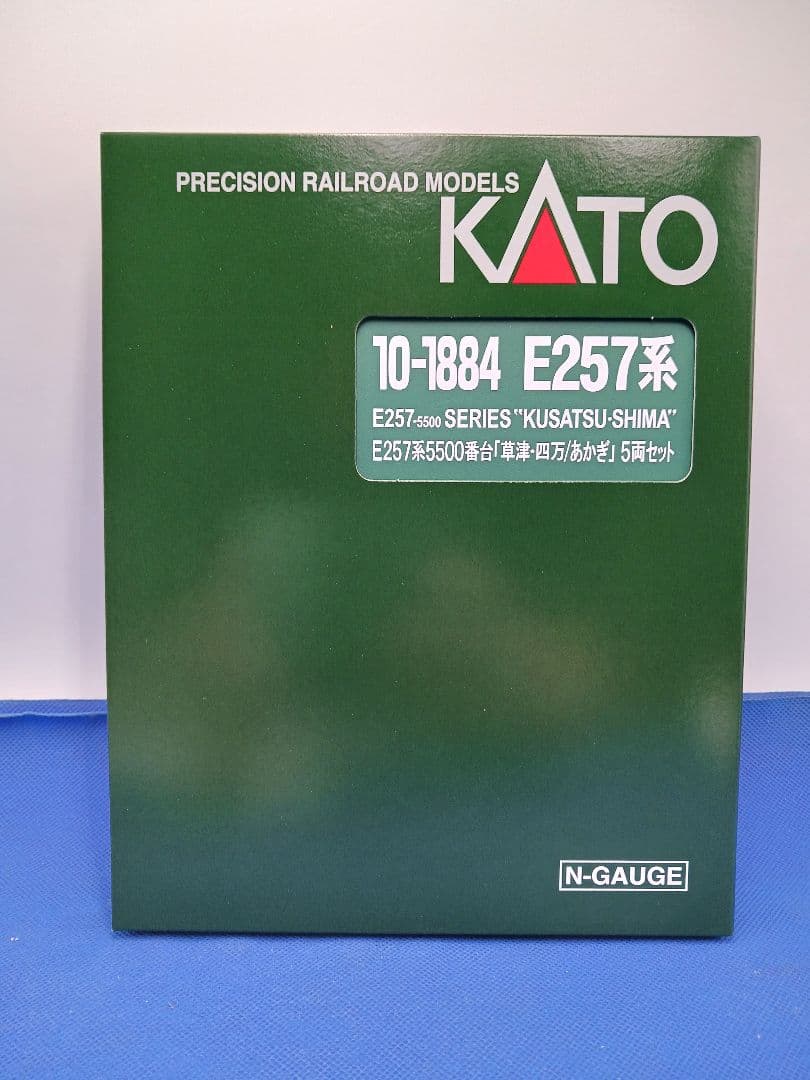 PRECISION RAILROAD MODELS
KATO
10-1884 E257系
E257-5500 SERIES "KUSATSU·SHIMA"
E257系5500番台「草津・四万/あかぎ」5両セット
N-GAUGE